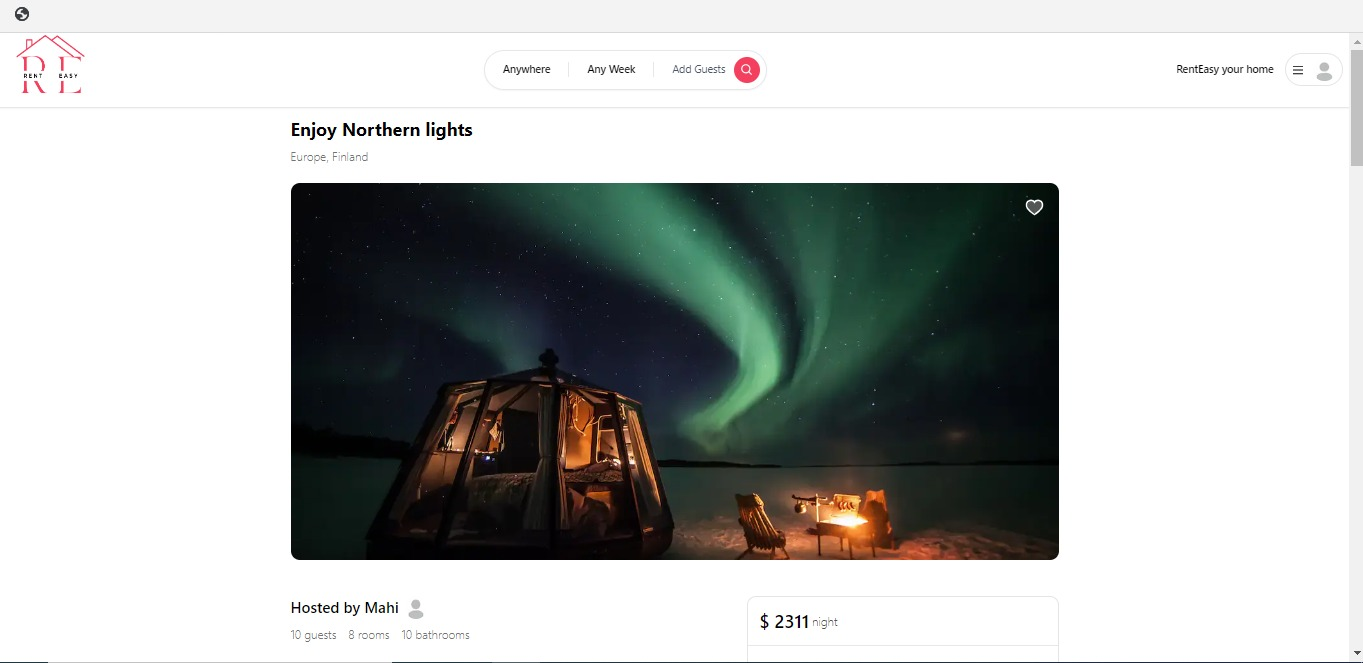 RE
RENT EASY
Anywhere
Any Week
Add Guests
RentEasy your home
Enjoy Northern lights
Europe, Finland
Hosted by Mahi
10 guests 8 rooms 10 bathrooms
$ 2311 night